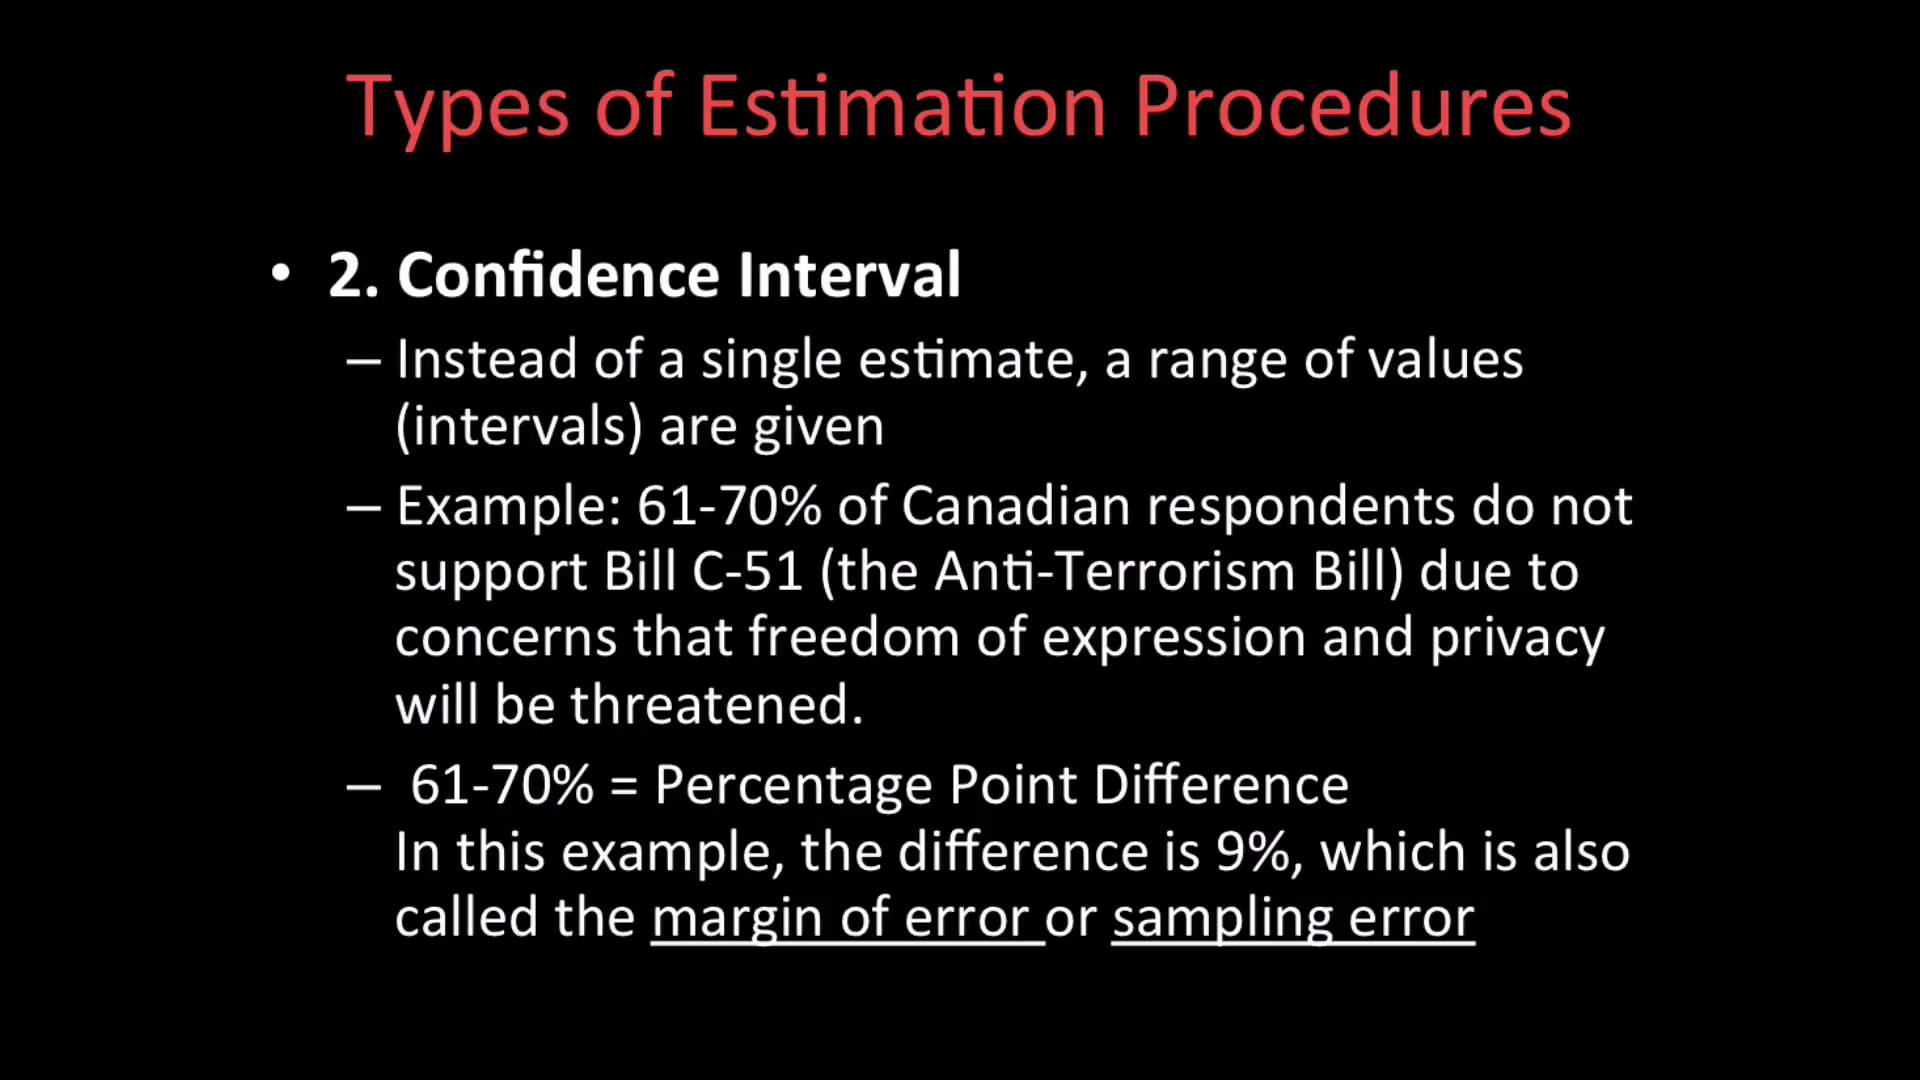 Types of Estimation Procedures
• 2. Confidence Interval
– Instead of a single estimate, a range of values
(intervals) are given
– Example: 61-70% of Canadian respondents do not
support Bill C-51 (the Anti-Terrorism Bill) due to
concerns that freedom of expression and privacy
will be threatened.
– 61-70% = Percentage Point Difference
In this example, the difference is 9%, which is also
called the margin of error or sampling error